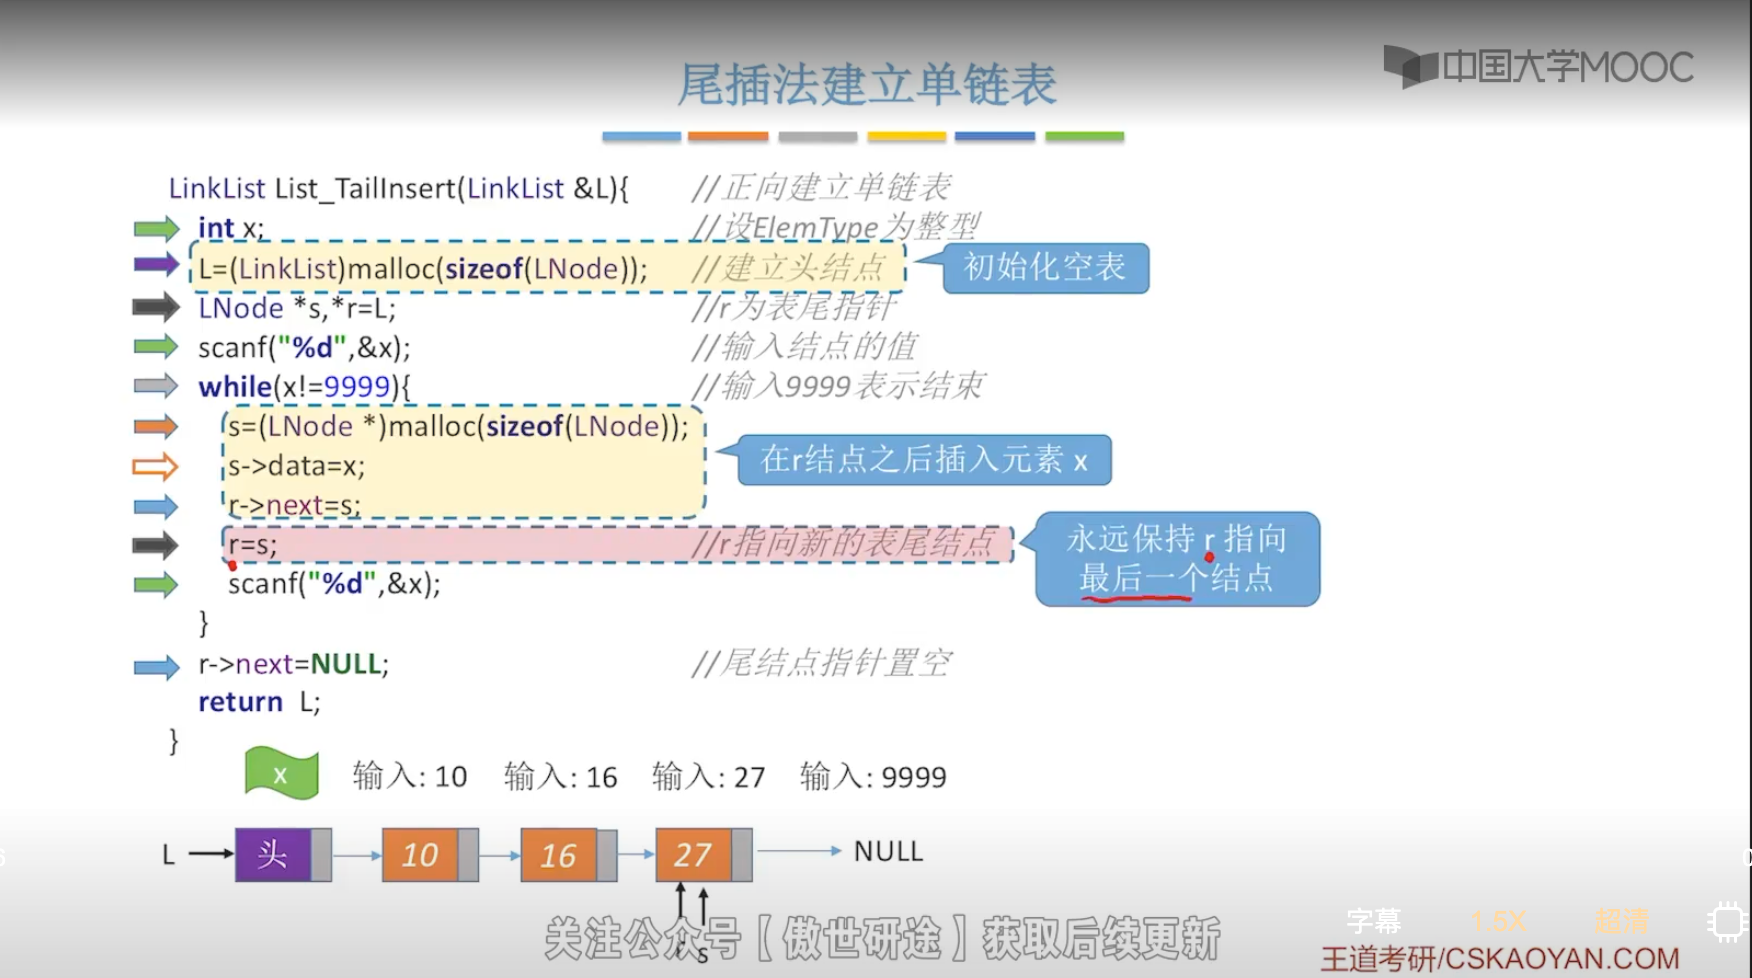 中国大学MOOC
尾插法建立单链表
LinkList List_TailInsert(LinkList &L){ //正向建立单链表
int x; //设ElemType为整型
L=(LinkList)malloc(sizeof(LNode)); //建立头结点 初始化空表
LNode *s,*r=L; //r为表尾指针
scanf("%d",&x); //输入结点的值
while(x!=9999){ //输入9999表示结束
s=(LNode *)malloc(sizeof(LNode));
s->data=x; 在r结点之后插入元素 x
r->next=s;
r=s; //r指向新的表尾结点 永远保持 r 指向
scanf("%d",&x); 最后一个结点
}
r->next=NULL; //尾结点指针置空
return L;
}
x 输入: 10 输入: 16 输入: 27 输入: 9999
L 头 10 16 27 NULL
关注公众号【傲世研途】获取后续更新
s
字幕 1.5X 超清
王道考研/CSKAOYAN.COM